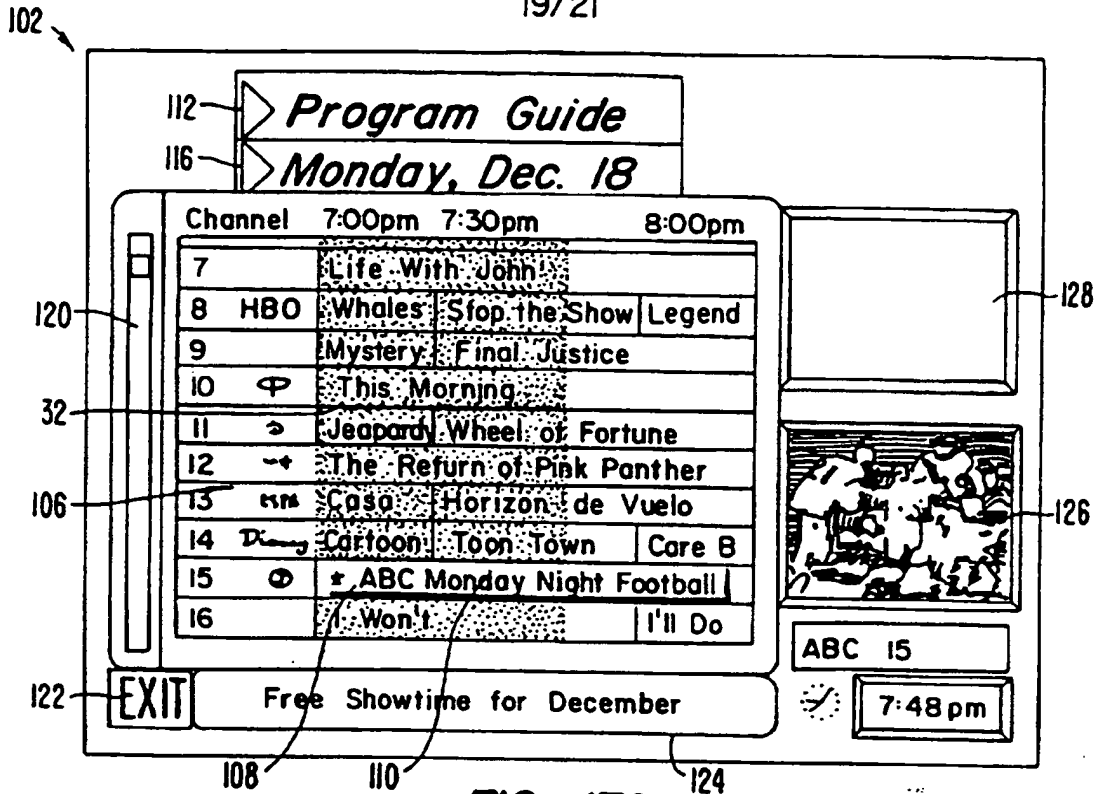 19/21
102
112 Program Guide
116 Monday, Dec. 18
Channel 7:00pm 7:30pm 8:00pm
7 Life With John
8 HBO Whales Stop the Show Legend
9 Mystery Final Justice
10 This Morning
11 Jeopardy Wheel of Fortune
12 The Return of Pink Panther
13 Casa Horizon de Vuelo
14 Disney Cartoon Toon Town Care B
15 * ABC Monday Night Football
16 I Won't I'll Do
120
32
106
128
126
ABC 15
122 EXIT Free Showtime for December
7:48 pm
108 110 124